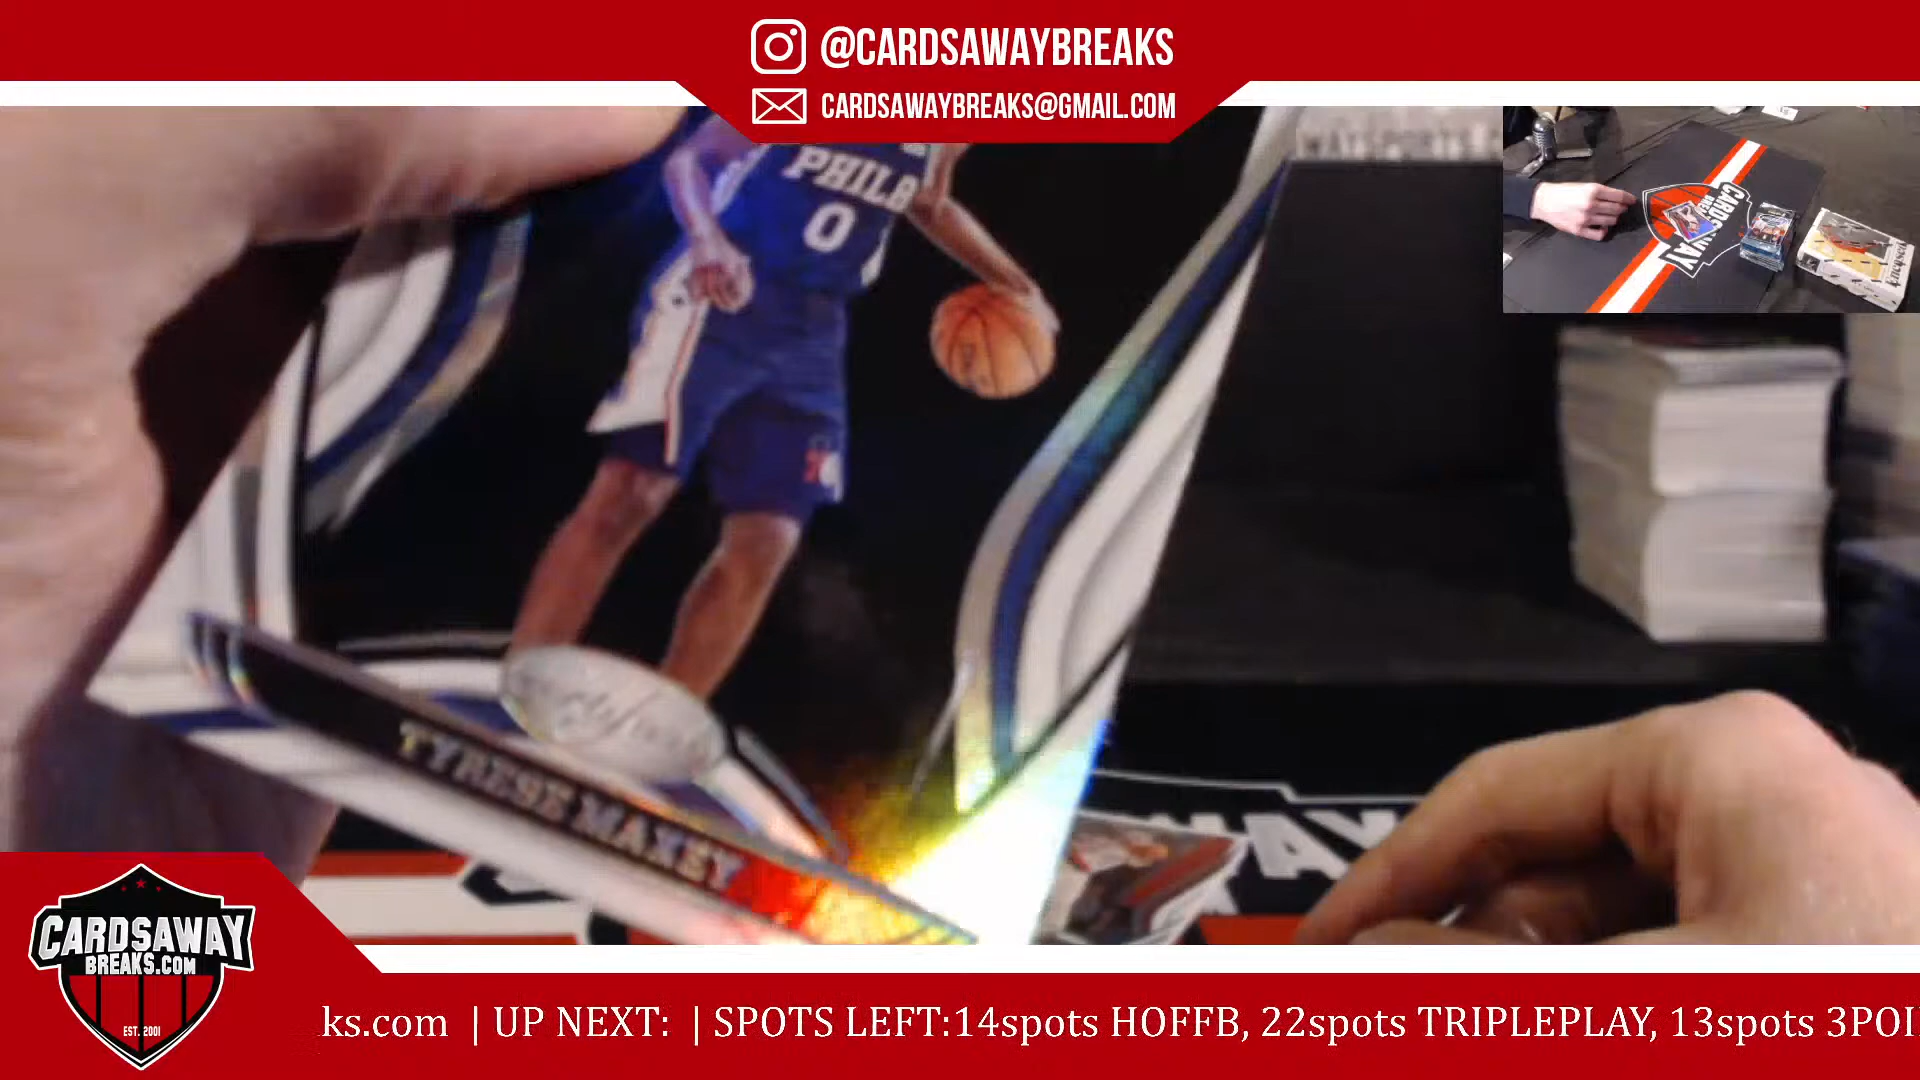 @CARDSAWAYBREAKS
CARDSAWAYBREAKS@GMAIL.COM
PHILA
0
TYRESE MAXEY
CARDSAWAY
BREAKS.COM
EST. 2001
ks.com | UP NEXT: | SPOTS LEFT:14spots HOFFB, 22spots TRIPLEPLAY, 13spots 3POI